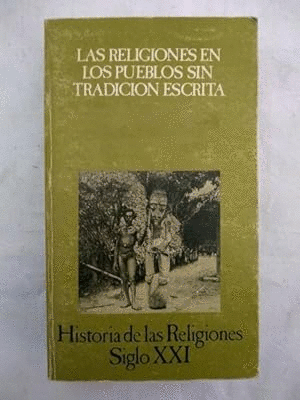 LAS RELIGIONES EN
LOS PUEBLOS SIN
TRADICION ESCRITA
Historia de las Religiones
Siglo XXI